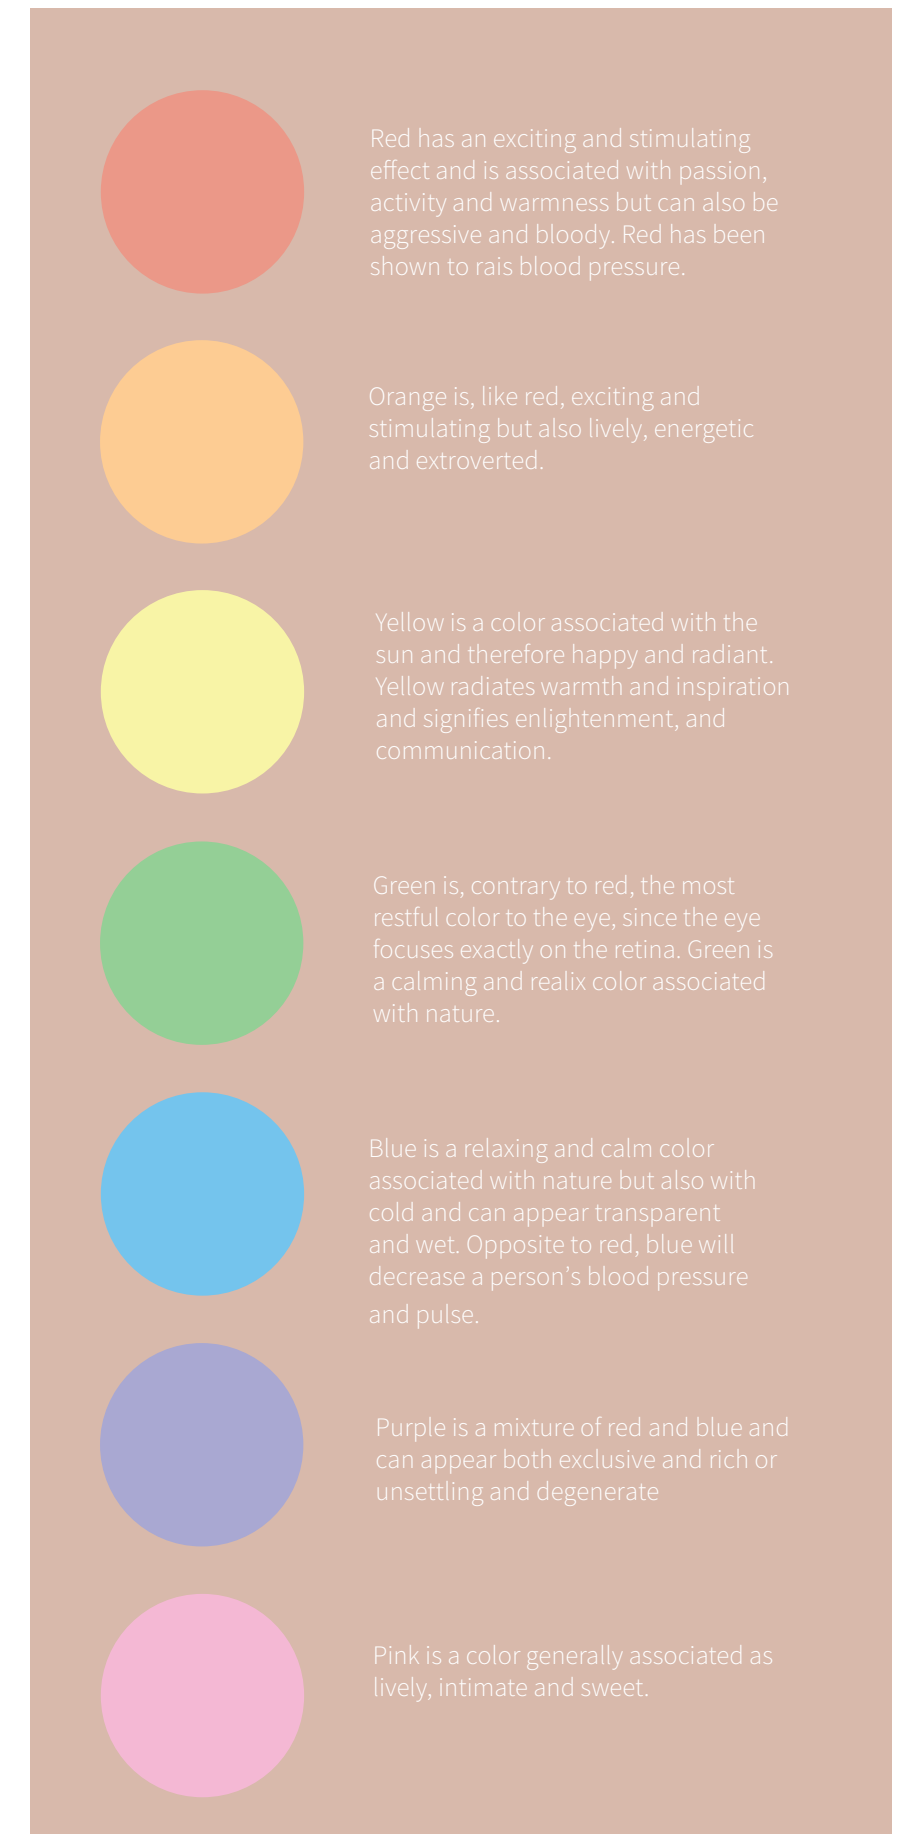 Red has an exciting and stimulating
effect and is associated with passion,
activity and warmness but can also be
aggressive and bloody. Red has been
shown to rais blood pressure.
Orange is, like red, exciting and
stimulating but also lively, energetic
and extroverted.
Yellow is a color associated with the
sun and therefore happy and radiant.
Yellow radiates warmth and inspiration
and signifies enlightenment, and
communication.
Green is, contrary to red, the most
restful color to the eye, since the eye
focuses exactly on the retina. Green is
a calming and realix color associated
with nature.
Blue is a relaxing and calm color
associated with nature but also with
cold and can appear transparent
and wet. Opposite to red, blue will
decrease a person’s blood pressure
and pulse.
Purple is a mixture of red and blue and
can appear both exclusive and rich or
unsettling and degenerate
Pink is a color generally associated as
lively, intimate and sweet.